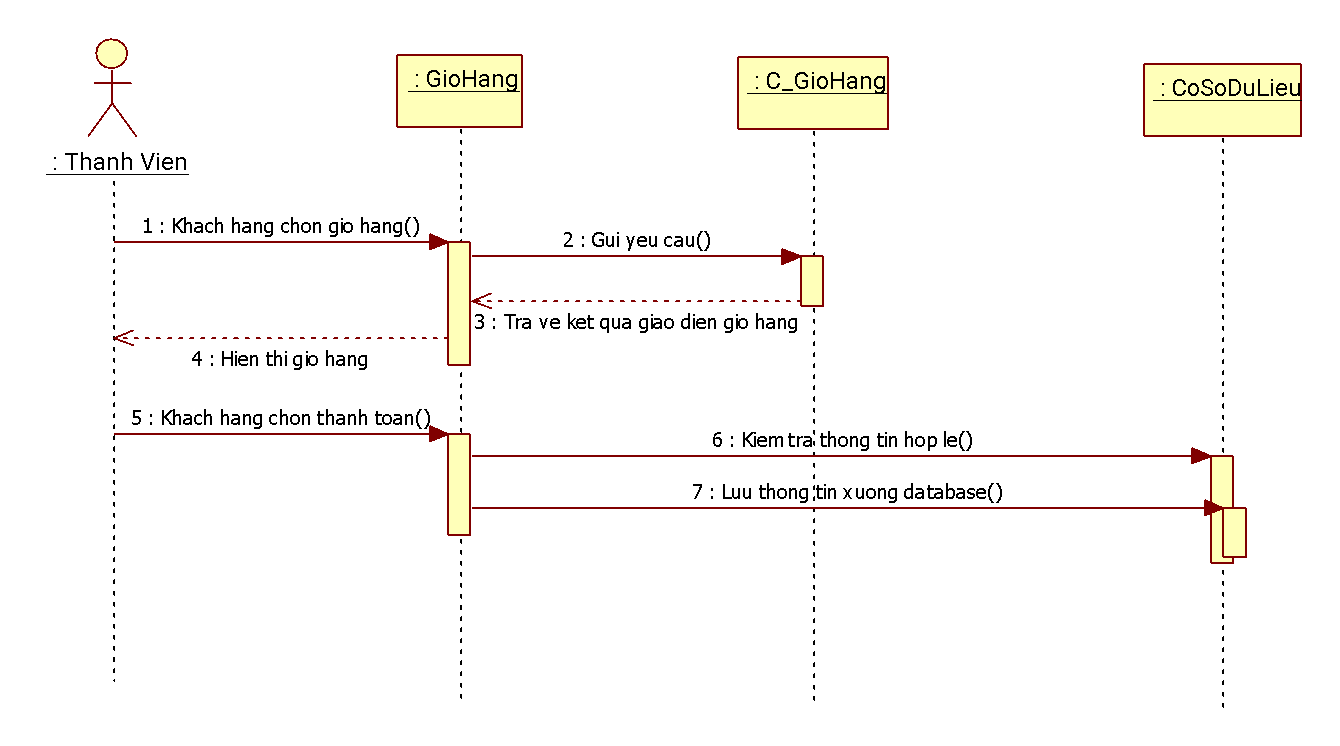 : GioHang
: C_GioHang
: CoSoDuLieu
: Thanh Vien
1 : Khach hang chon gio hang()
2 : Gui yeu cau()
3 : Tra ve ket qua giao dien gio hang
4 : Hien thi gio hang
5 : Khach hang chon thanh toan()
6 : Kiem tra thong tin hop le()
7 : Luu thong tin xuong database()